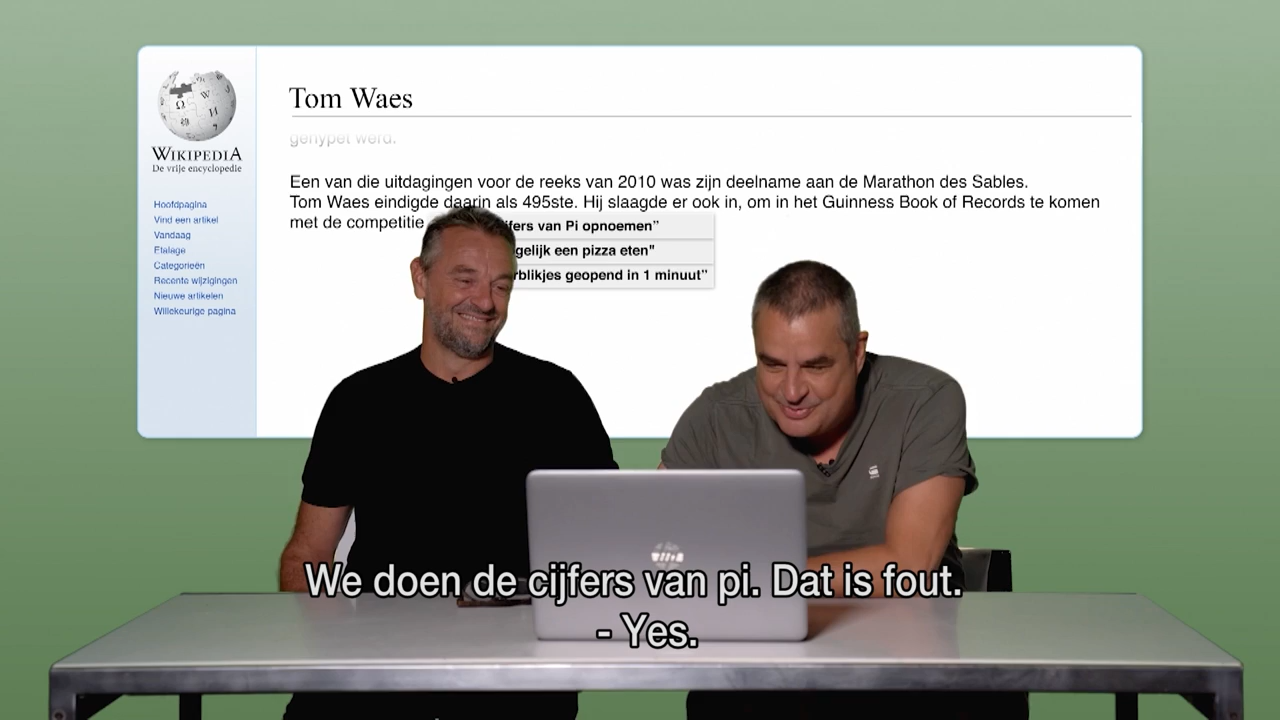 Tom Waes
genypet werd.
Een van die uitdagingen voor de reeks van 2010 was zijn deelname aan de Marathon des Sables.
Tom Waes eindigde daarin als 495ste. Hij slaagde er ook in, om in het Guinness Book of Records te komen
met de competitie
van Pi opnoemen”
een pizza eten"
geopend in 1 minuut”
WIKIPEDIA
De vrije encyclopedie
Hoofdpagina
Vind een artikel
Vandaag
Etalage
Categorieën
Recente wijzigingen
Nieuwe artikelen
Willekeurige pagina
We doen de cijfers van pi. Dat is fout.
- Yes.